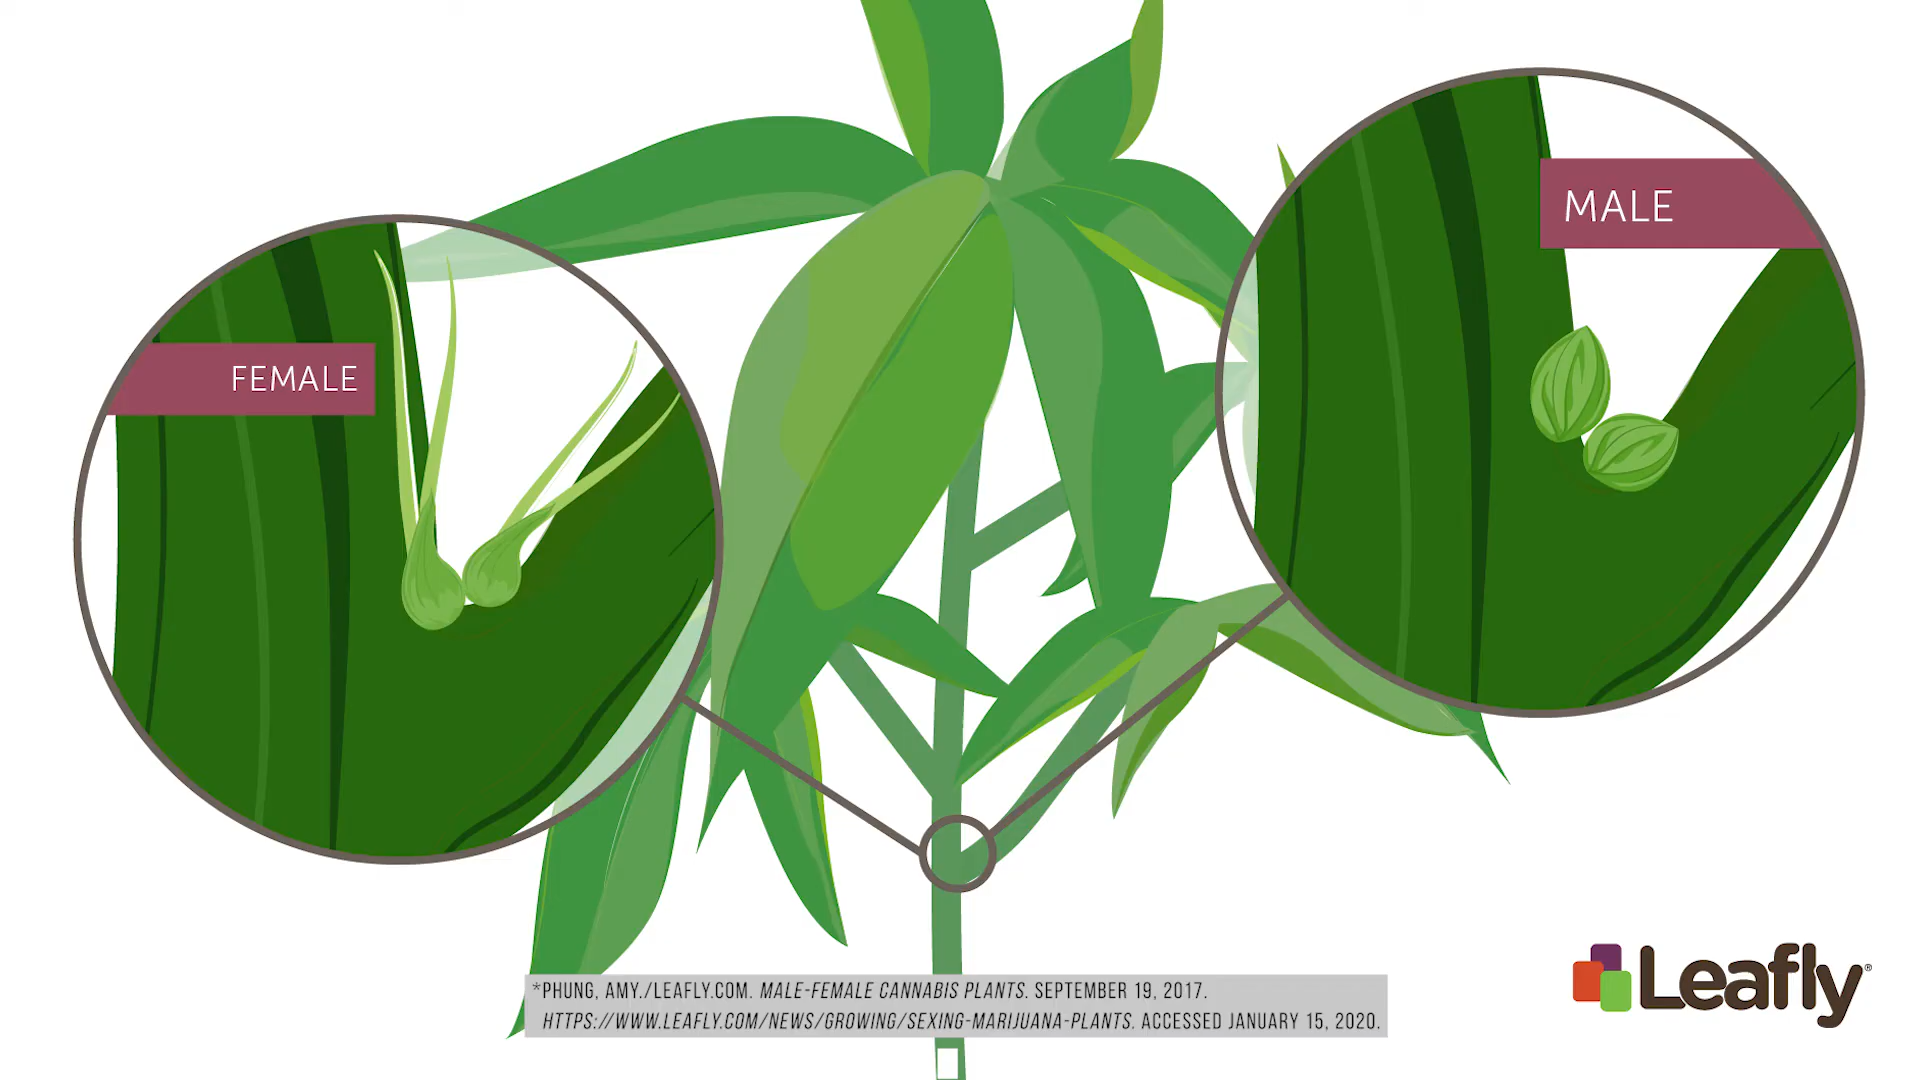 MALE
FEMALE
*PHUNG, AMY./LEAFLY.COM. MALE-FEMALE CANNABIS PLANTS. SEPTEMBER 19, 2017.
HTTPS://WWW.LEAFLY.COM/NEWS/GROWING/SEXING-MARIJUANA-PLANTS. ACCESSED JANUARY 15, 2020.
Leafly®